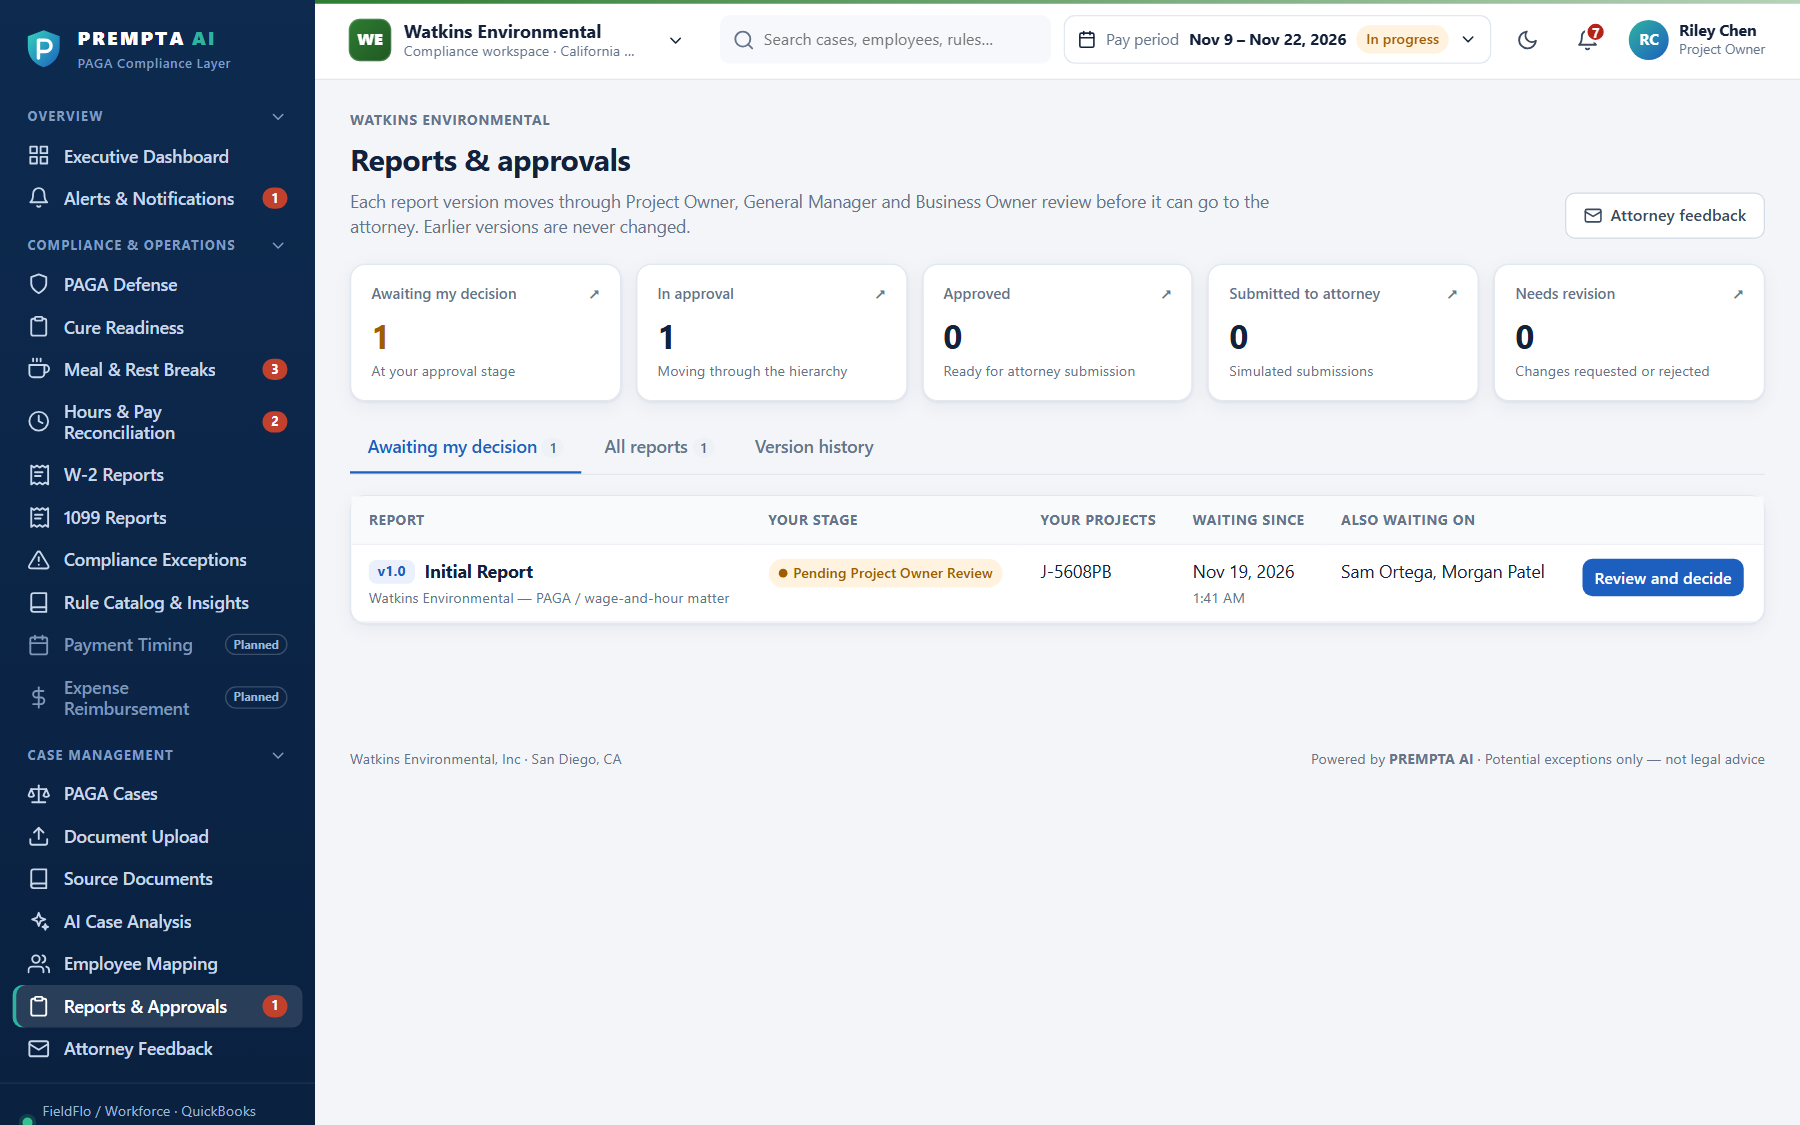 PREMPTA AI
PAGA Compliance Layer
OVERVIEW
Executive Dashboard
Alerts & Notifications 1
COMPLIANCE & OPERATIONS
PAGA Defense
Cure Readiness
Meal & Rest Breaks 3
Hours & Pay
Reconciliation 2
W-2 Reports
1099 Reports
Compliance Exceptions
Rule Catalog & Insights
Payment Timing Planned
Expense
Reimbursement Planned
CASE MANAGEMENT
PAGA Cases
Document Upload
Source Documents
AI Case Analysis
Employee Mapping
Reports & Approvals 1
Attorney Feedback
FieldFlo / Workforce · QuickBooks
WE
Watkins Environmental
Compliance workspace · California ...
Search cases, employees, rules...
Pay period Nov 9 – Nov 22, 2026 In progress
7
RC
Riley Chen
Project Owner
WATKINS ENVIRONMENTAL
Reports & approvals
Each report version moves through Project Owner, General Manager and Business Owner review before it can go to the
attorney. Earlier versions are never changed.
Attorney feedback
Awaiting my decision ↗
1
At your approval stage
In approval ↗
1
Moving through the hierarchy
Approved ↗
0
Ready for attorney submission
Submitted to attorney ↗
0
Simulated submissions
Needs revision ↗
0
Changes requested or rejected
Awaiting my decision 1
All reports 1
Version history
REPORT YOUR STAGE YOUR PROJECTS WAITING SINCE ALSO WAITING ON
v1.0 Initial Report Pending Project Owner Review J-5608PB Nov 19, 2026 Sam Ortega, Morgan Patel Review and decide
Watkins Environmental — PAGA / wage-and-hour matter 1:41 AM
Watkins Environmental, Inc · San Diego, CA
Powered by PREMPTA AI · Potential exceptions only — not legal advice